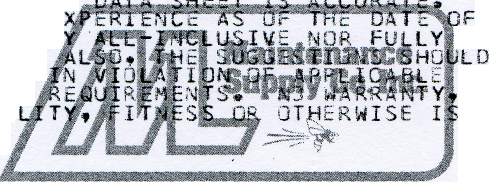 DATA SHEET IS ACCURATE,
XPERIENCE AS OF THE DATE OF
Y ALL-INCLUSIVE NOR FULLY
ALSO, THE SUGGESTIONS SHOULD
IN VIOLATION OF APPLICABLE
REQUIREMENTS. NO WARRANTY,
LITY, FITNESS OR OTHERWISE IS
Supply